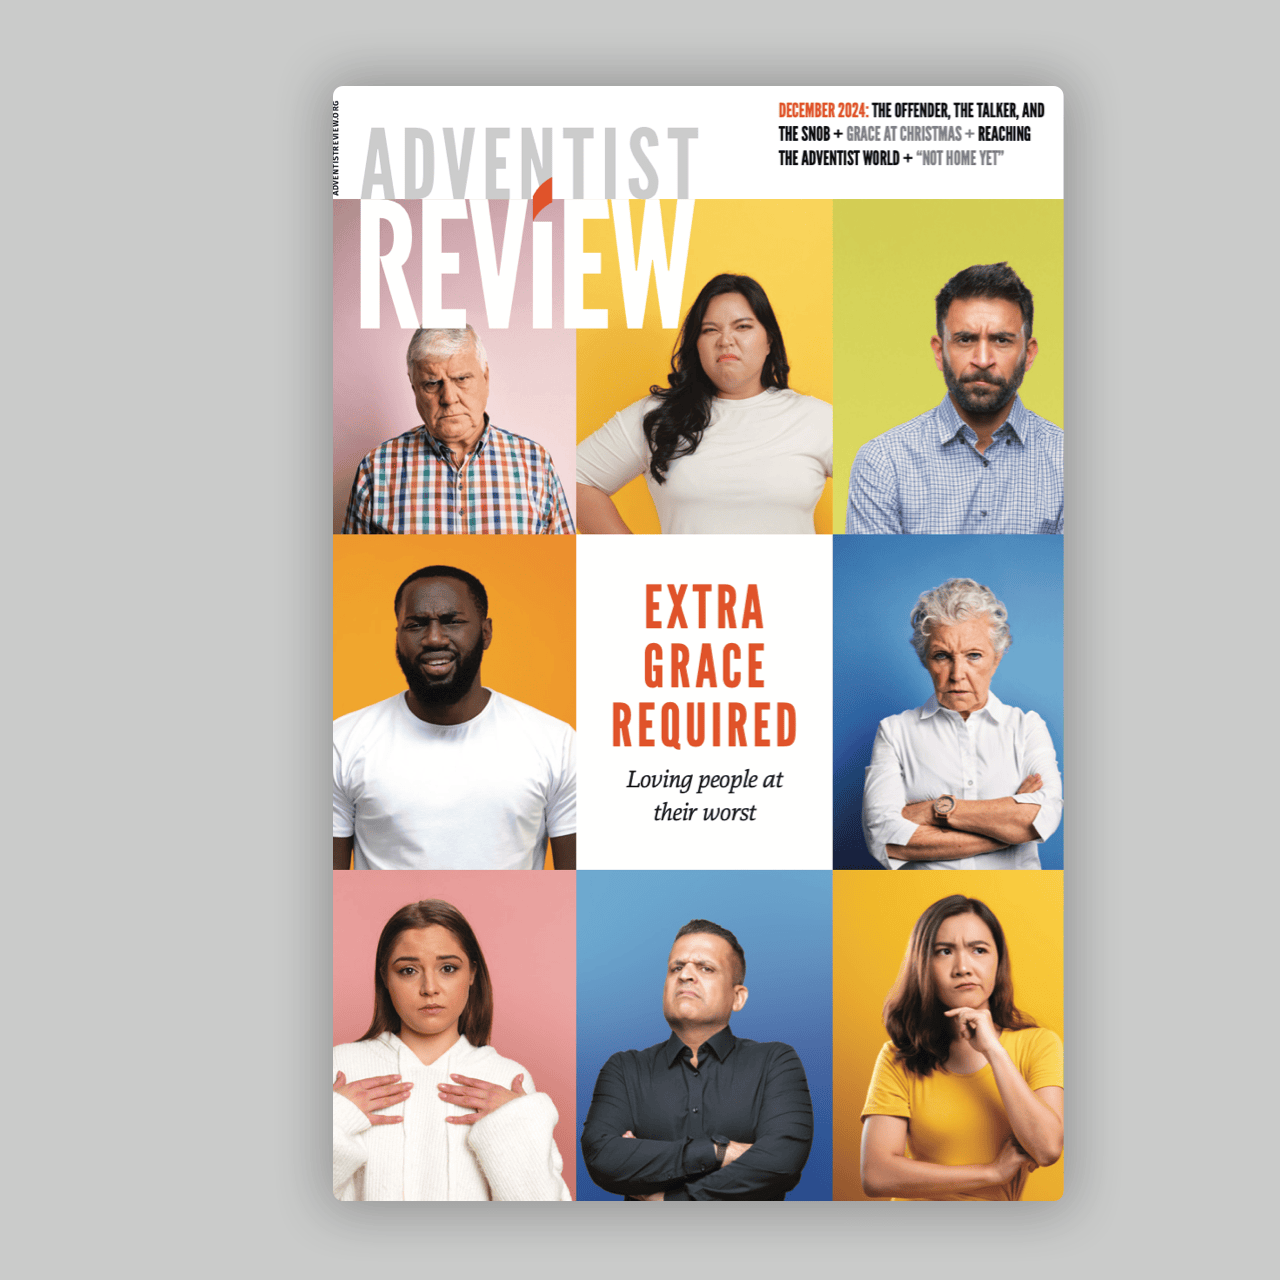 ADVENTISTREVIEW.ORG
ADVENTIST
REVIEW
DECEMBER 2024: THE OFFENDER, THE TALKER, AND
THE SNOB + GRACE AT CHRISTMAS + REACHING
THE ADVENTIST WORLD + “NOT HOME YET”
EXTRA
GRACE
REQUIRED
Loving people at
their worst